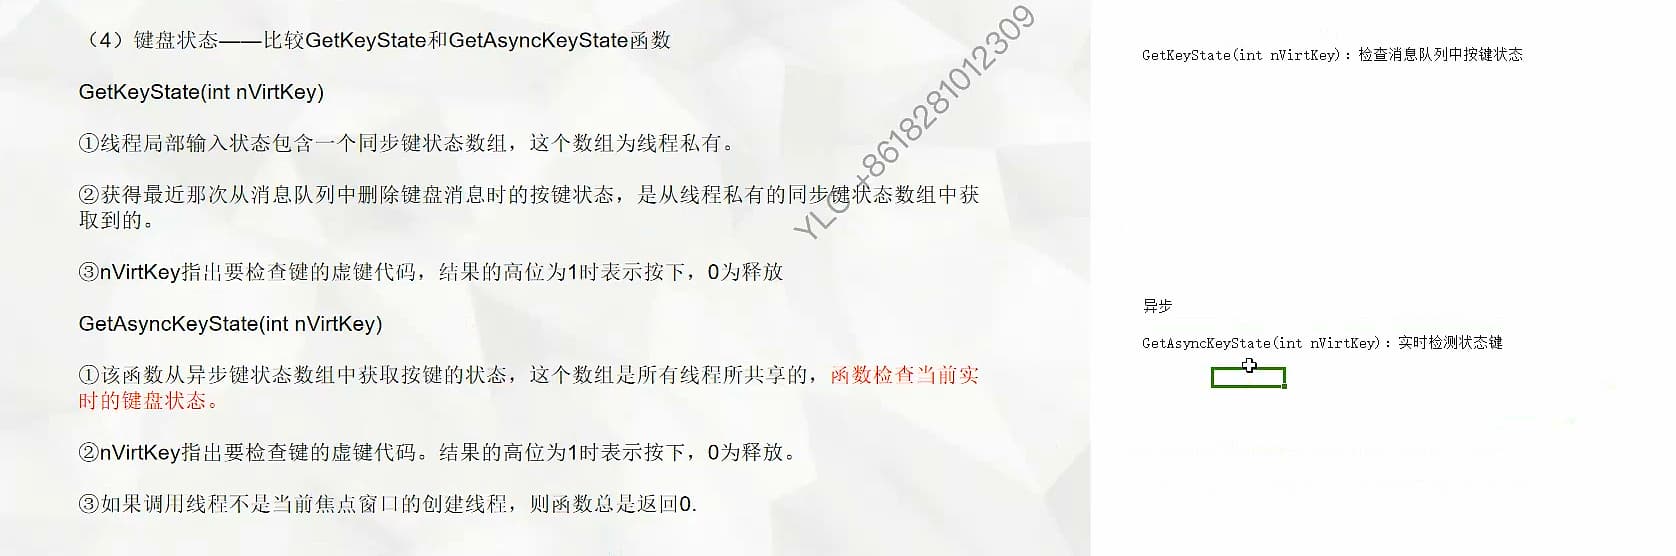 （4）键盘状态——比较GetKeyState和GetAsyncKeyState函数
GetKeyState(int nVirtKey)
①线程局部输入状态包含一个同步键状态数组，这个数组为线程私有。
②获得最近那次从消息队列中删除键盘消息时的按键状态，是从线程私有的同步键状态数组中获
取到的。
③nVirtKey指出要检查键的虚键代码，结果的高位为1时表示按下，0为释放
GetAsyncKeyState(int nVirtKey)
①该函数从异步键状态数组中获取按键的状态，这个数组是所有线程所共享的，函数检查当前实
时的键盘状态。
②nVirtKey指出要检查键的虚键代码。结果的高位为1时表示按下，0为释放。
③如果调用线程不是当前焦点窗口的创建线程，则函数总是返回0.
+8618281012309
GetKeyState(int nVirtKey)：检查消息队列中按键状态
异步
GetAsyncKeyState(int nVirtKey)：实时检测状态键